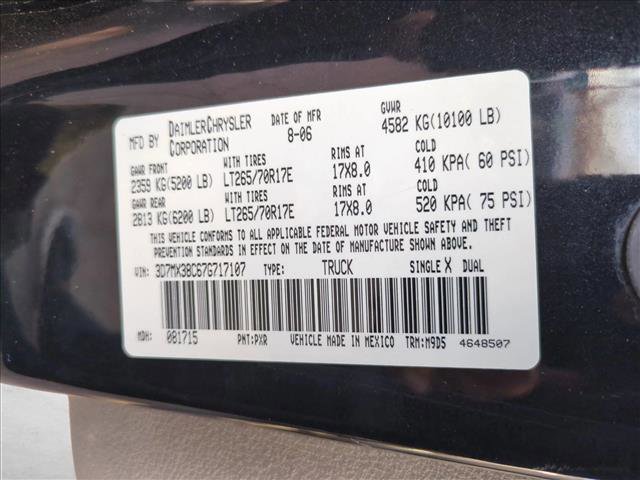 MFD BY DAIMLERCHRYSLER CORPORATION DATE OF MFR 8-06 GVWR 4582 KG(10100 LB)
GAWR FRONT WITH TIRES RIMS AT COLD
2359 KG(5200 LB) LT265/70R17E 17X8.0 410 KPA( 60 PSI)
GAWR REAR WITH TIRES RIMS AT COLD
2813 KG(6200 LB) LT265/70R17E 17X8.0 520 KPA( 75 PSI)
THIS VEHICLE CONFORMS TO ALL APPLICABLE FEDERAL MOTOR VEHICLE SAFETY AND THEFT
PREVENTION STANDARDS IN EFFECT ON THE DATE OF MANUFACTURE SHOWN ABOVE.
VIN: 3D7MX38C67G717107 TYPE: TRUCK SINGLE X DUAL
MDH: 081715 PNT:PXR VEHICLE MADE IN MEXICO TRM:M9D5 4648507